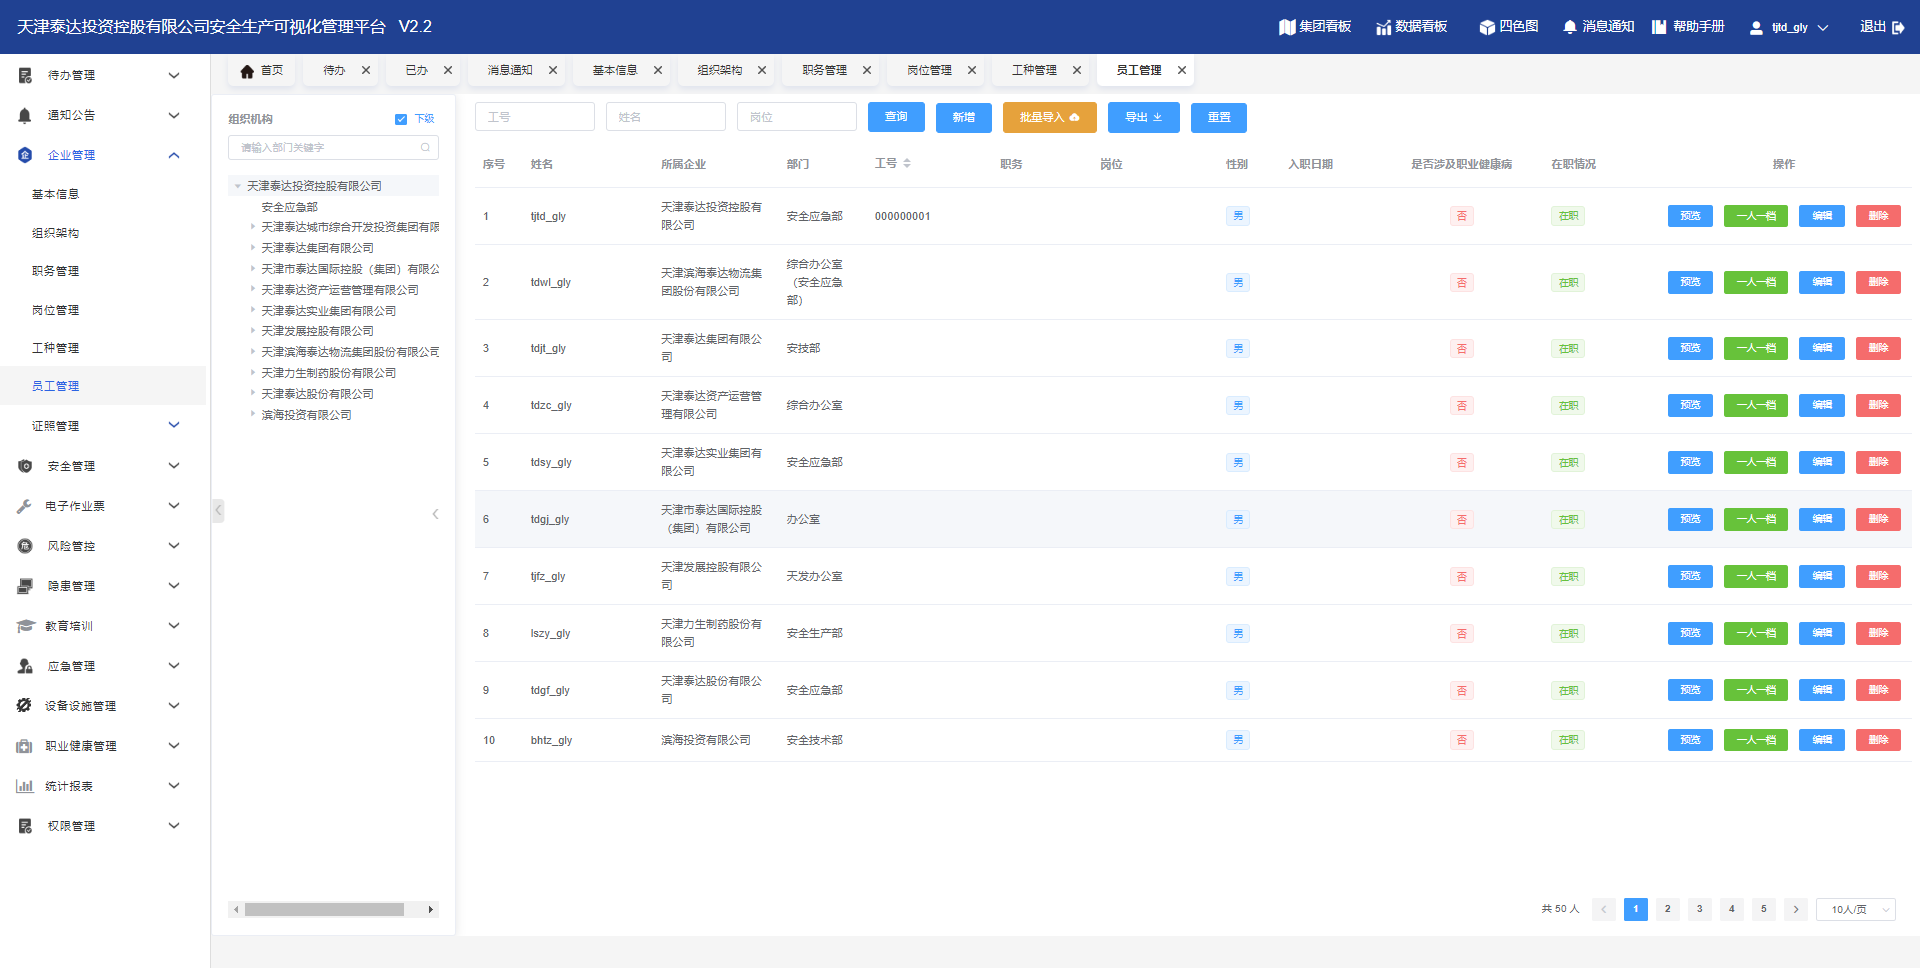 天津泰达投资控股有限公司安全生产可视化管理平台 V2.2
集团看板 数据看板 四色图 消息通知 帮助手册 tjtd_gly 退出
首页 待办 已办 消息通知 基本信息 组织架构 职务管理 岗位管理 工种管理 员工管理
待办管理
通知公告
企业管理
基本信息
组织架构
职务管理
岗位管理
工种管理
员工管理
证照管理
安全管理
电子作业票
风险管控
隐患管理
教育培训
应急管理
设备设施管理
职业健康管理
统计报表
权限管理
组织机构 下级
请输入部门关键字
天津泰达投资控股有限公司
安全应急部
天津泰达城市综合开发投资集团有限
天津泰达集团有限公司
天津市泰达国际控股（集团）有限公
天津泰达资产运营管理有限公司
天津泰达实业集团有限公司
天津发展控股有限公司
天津滨海泰达物流集团股份有限公司
天津力生制药股份有限公司
天津泰达股份有限公司
滨海投资有限公司
工号 姓名 岗位 查询 新增 批量导入 导出 重置
序号 姓名 所属企业 部门 工号 职务 岗位 性别 入职日期 是否涉及职业健康病 在职情况 操作
1 tjtd_gly 天津泰达投资控股有限公司 安全应急部 000000001 男 否 在职 预览 一人一档 编辑 删除
2 tdwl_gly 天津滨海泰达物流集团股份有限公司 综合办公室（安全应急部） 男 否 在职 预览 一人一档 编辑 删除
3 tdjt_gly 天津泰达集团有限公司 安技部 男 否 在职 预览 一人一档 编辑 删除
4 tdzc_gly 天津泰达资产运营管理有限公司 综合办公室 男 否 在职 预览 一人一档 编辑 删除
5 tdsy_gly 天津泰达实业集团有限公司 安全应急部 男 否 在职 预览 一人一档 编辑 删除
6 tdgj_gly 天津市泰达国际控股（集团）有限公司 办公室 男 否 在职 预览 一人一档 编辑 删除
7 tjfz_gly 天津发展控股有限公司 天发办公室 男 否 在职 预览 一人一档 编辑 删除
8 lszy_gly 天津力生制药股份有限公司 安全生产部 男 否 在职 预览 一人一档 编辑 删除
9 tdgf_gly 天津泰达股份有限公司 安全应急部 男 否 在职 预览 一人一档 编辑 删除
10 bhtz_gly 滨海投资有限公司 安全技术部 男 否 在职 预览 一人一档 编辑 删除
共 50 人 1 2 3 4 5 10人/页